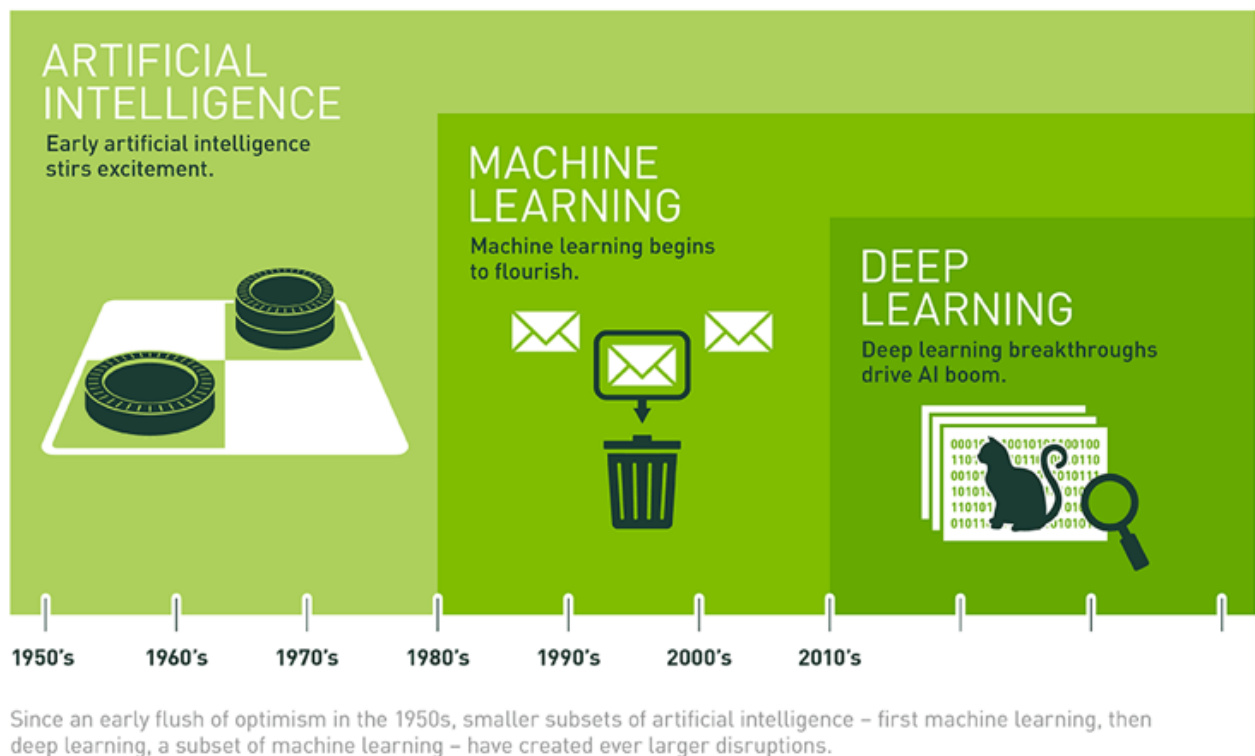 ARTIFICIAL
INTELLIGENCE
Early artificial intelligence
stirs excitement.
MACHINE
LEARNING
Machine learning begins
to flourish.
DEEP
LEARNING
Deep learning breakthroughs
drive AI boom.
1950's 1960's 1970's 1980's 1990's 2000's 2010's
Since an early flush of optimism in the 1950s, smaller subsets of artificial intelligence – first machine learning, then
deep learning, a subset of machine learning – have created ever larger disruptions.